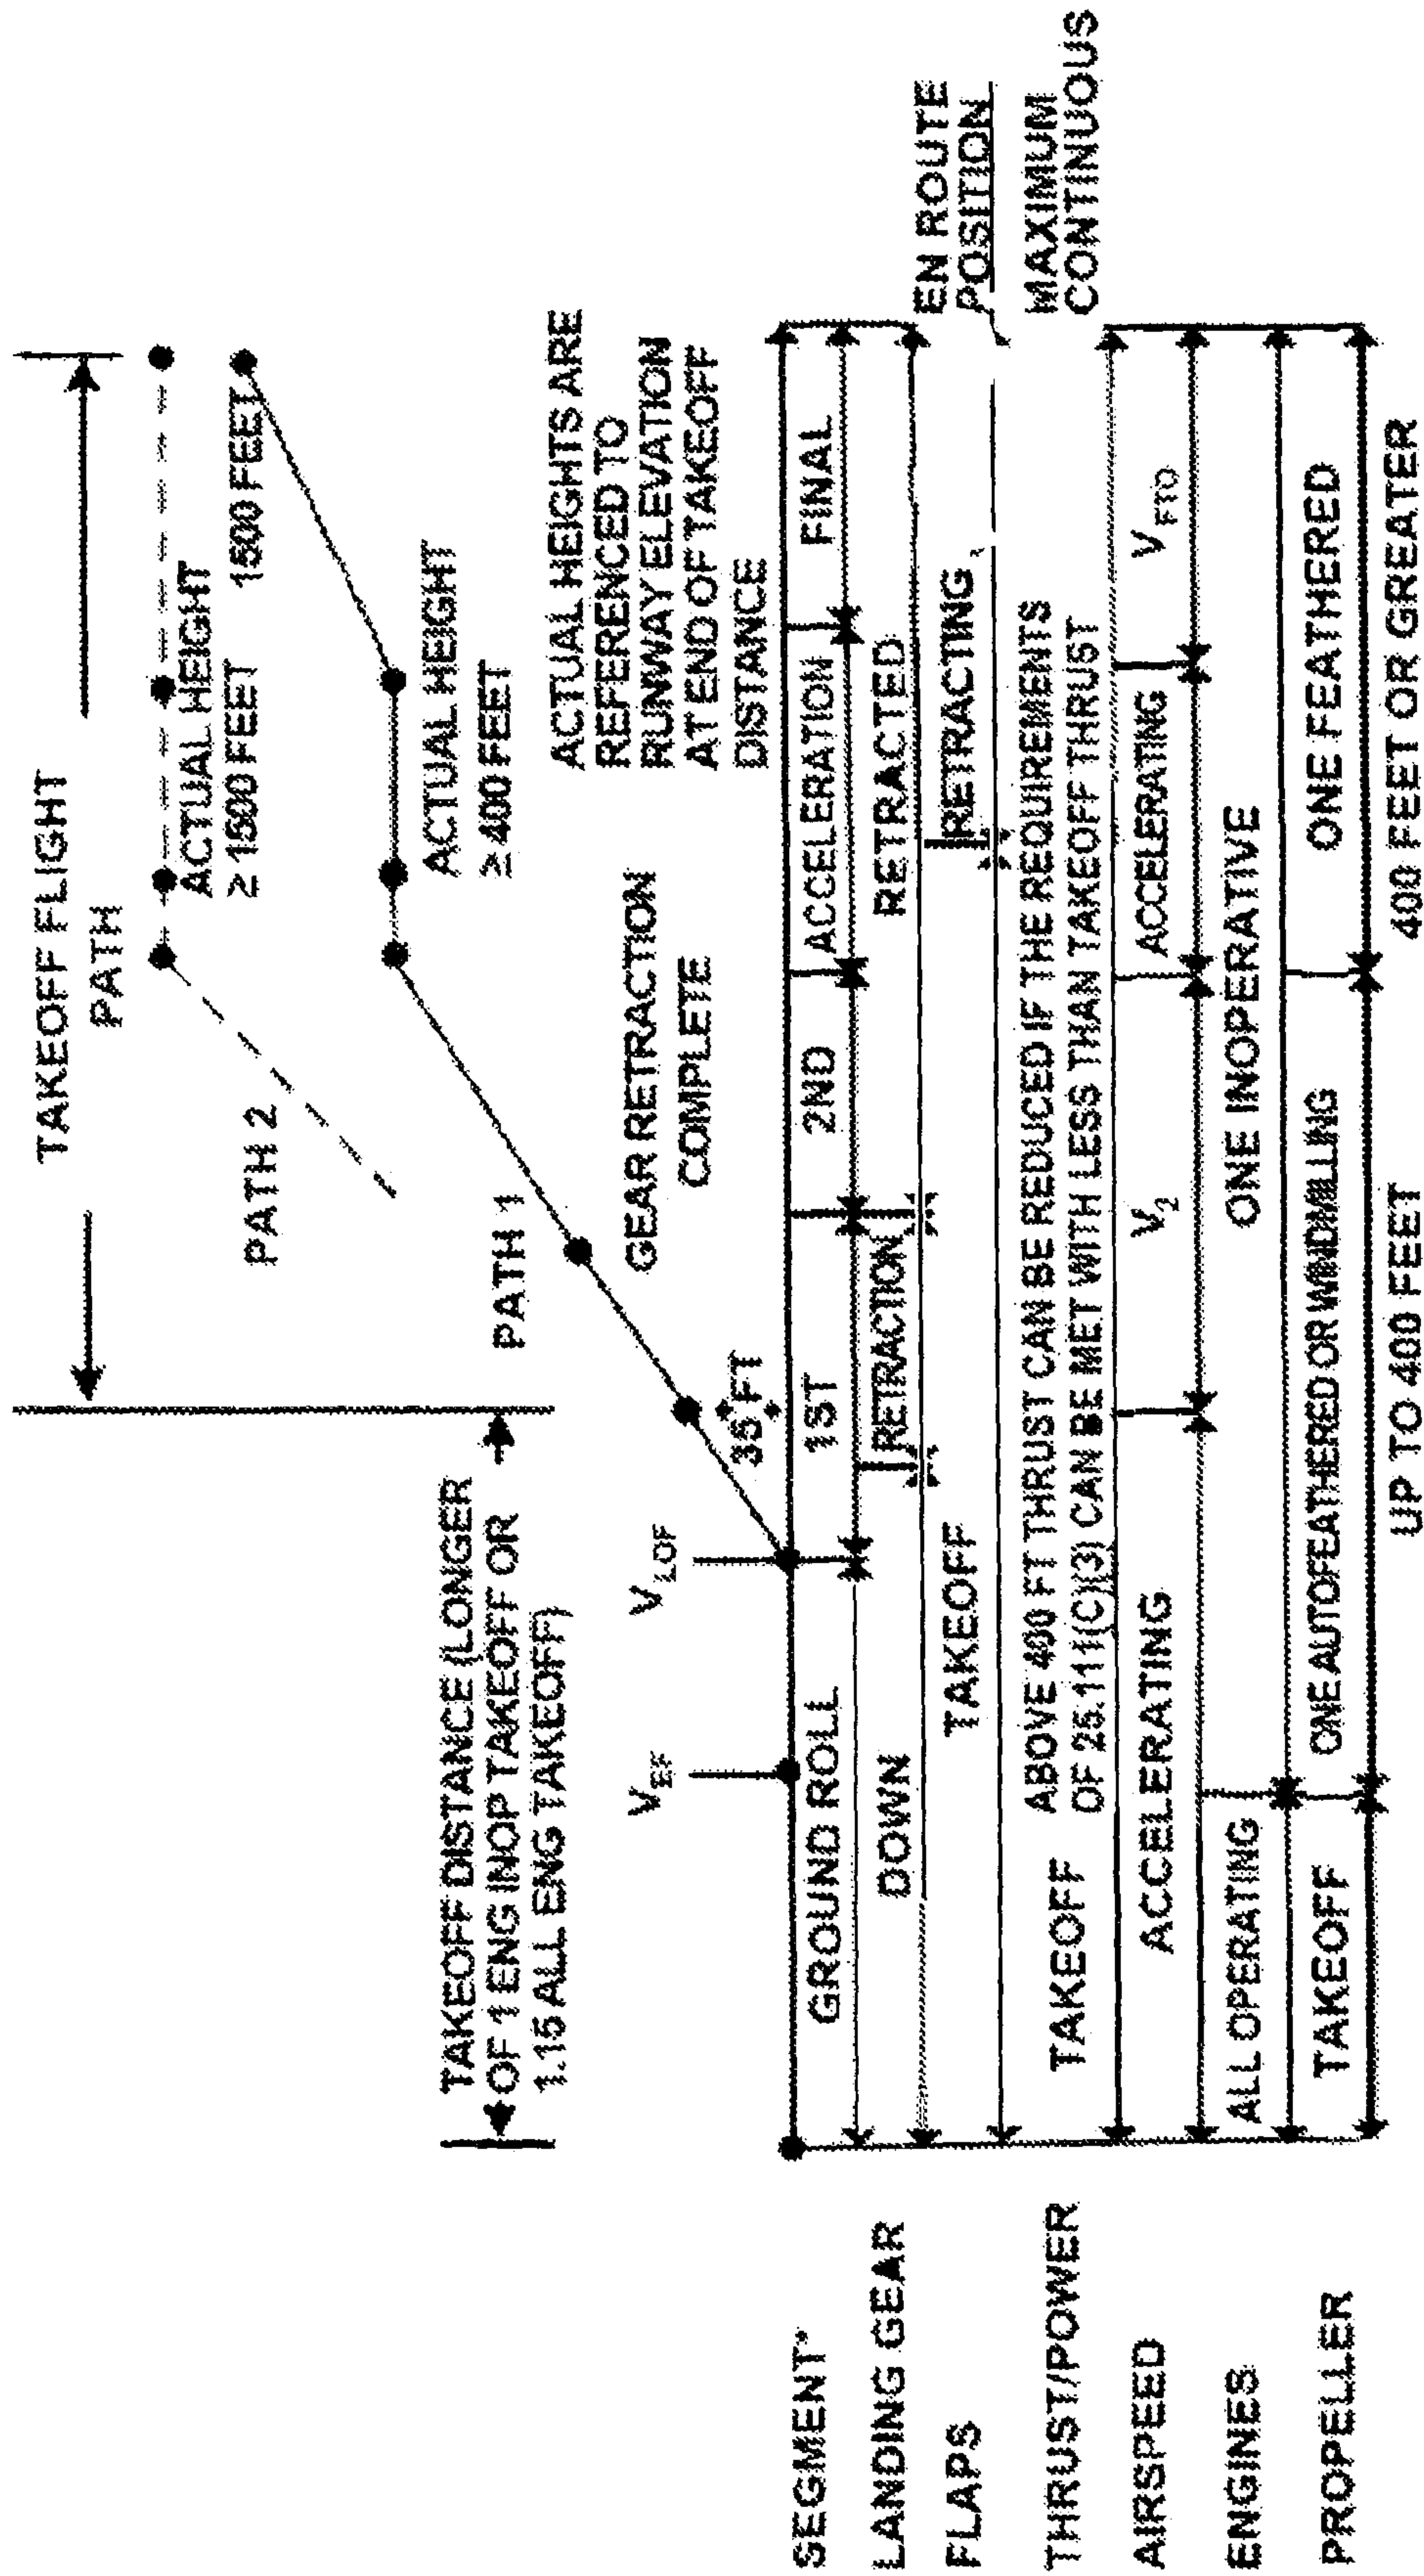 TAKEOFF FLIGHT
PATH
PATH 2
ACTUAL HEIGHT
≥ 1500 FEET
1500 FEET
PATH 1
ACTUAL HEIGHT
≥ 400 FEET
TAKEOFF DISTANCE (LONGER
OF 1 ENG INOP TAKEOFF OR
1.15 ALL ENG TAKEOFF)
ACTUAL HEIGHTS ARE
REFERENCED TO
RUNWAY ELEVATION
AT END OF TAKEOFF
DISTANCE
V_EF
V_LOF
GEAR RETRACTION
COMPLETE
35 FT
SEGMENT*
GROUND ROLL
1ST
2ND
ACCELERATION
FINAL
LANDING GEAR
DOWN
RETRACTION
RETRACTED
FLAPS
TAKEOFF
RETRACTING
EN ROUTE
POSITION
THRUST/POWER
TAKEOFF
ABOVE 400 FT THRUST CAN BE REDUCED IF THE REQUIREMENTS
OF 25.111(C)(3) CAN BE MET WITH LESS THAN TAKEOFF THRUST
MAXIMUM
CONTINUOUS
AIRSPEED
ACCELERATING
V₂
ACCELERATING
V_FTO
ENGINES
ALL OPERATING
ONE INOPERATIVE
PROPELLER
TAKEOFF
ONE AUTOFEATHERED OR WINDMILLING
ONE FEATHERED
UP TO 400 FEET
400 FEET OR GREATER